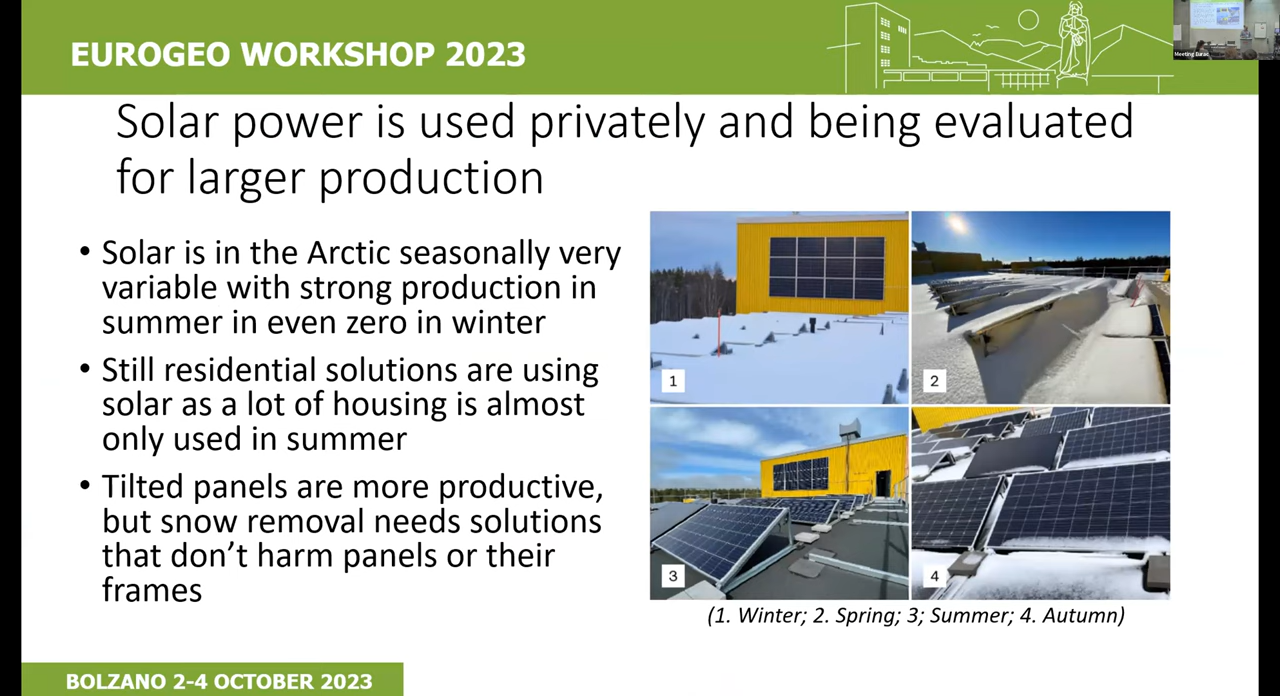 EUROGEO WORKSHOP 2023
Meeting Durac
Solar power is used privately and being evaluated
for larger production
• Solar is in the Arctic seasonally very
variable with strong production in
summer in even zero in winter
• Still residential solutions are using
solar as a lot of housing is almost
only used in summer
• Tilted panels are more productive,
but snow removal needs solutions
that don’t harm panels or their
frames
1
2
3
4
(1. Winter; 2. Spring; 3; Summer; 4. Autumn)
BOLZANO 2-4 OCTOBER 2023